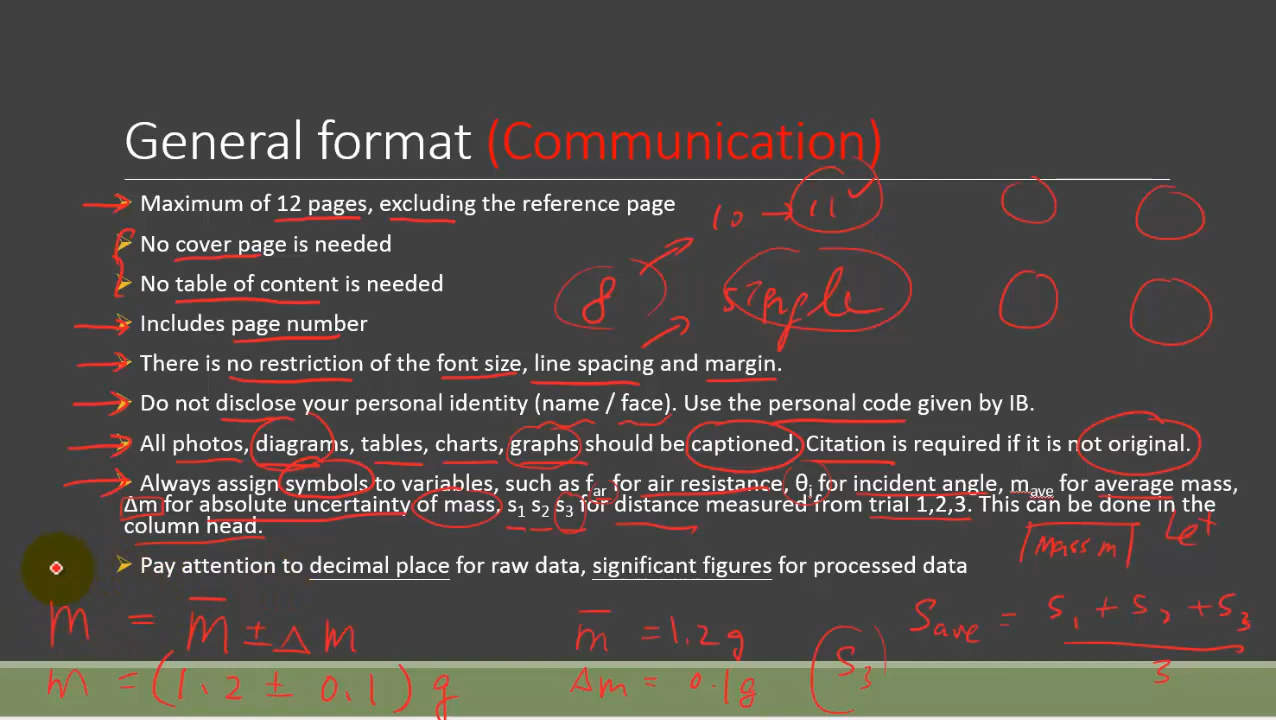 General format (Communication)
Maximum of 12 pages, excluding the reference page
10 → 11 ✓
No cover page is needed
No table of content is needed
8
single
Includes page number
There is no restriction of the font size, line spacing and margin.
Do not disclose your personal identity (name / face). Use the personal code given by IB.
All photos, diagrams, tables, charts, graphs should be captioned. Citation is required if it is not original.
Always assign symbols to variables, such as f_ar for air resistance, θ_i for incident angle, m_ave for average mass,
Δm for absolute uncertainty of mass, s₁ s₂ s₃ for distance measured from trial 1,2,3. This can be done in the
column head.
Let
Mass m
Pay attention to decimal place for raw data, significant figures for processed data
m = m̅ ± Δm
m̅ = 1.2g
S_ave = (S₁ + S₂ + S₃) / 3
m = (1.2 ± 0.1) g
Δm = 0.1g
S₃